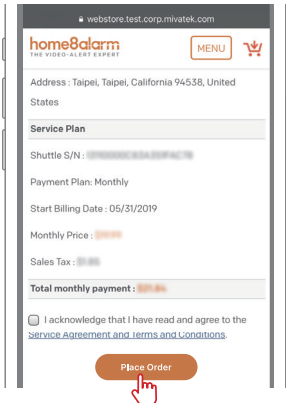 webstore.test.corp.mivatek.com
home8alarm
THE VIDEO-ALERT EXPERT
MENU
Address : Taipei, Taipei, California 94538, United
States
Service Plan
Shuttle S/N :
Payment Plan: Monthly
Start Billing Date : 05/31/2019
Monthly Price :
Sales Tax :
Total monthly payment :
I acknowledge that I have read and agree to the
Service Agreement and Terms and Conditions.
Place Order